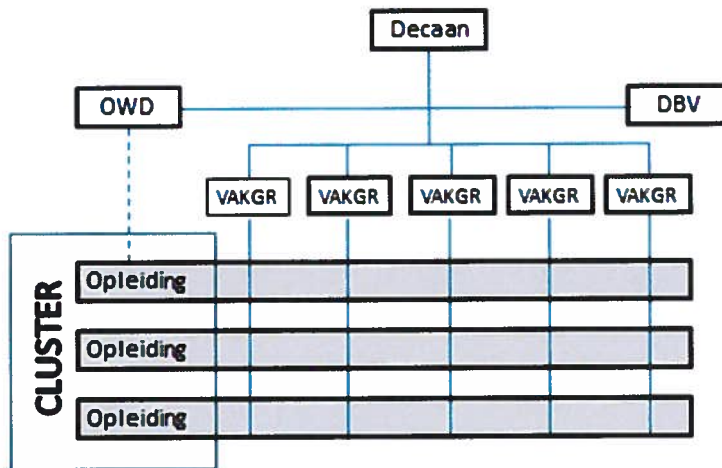 Decaan
OWD
DBV
VAKGR
VAKGR
VAKGR
VAKGR
VAKGR
CLUSTER
Opleiding
Opleiding
Opleiding